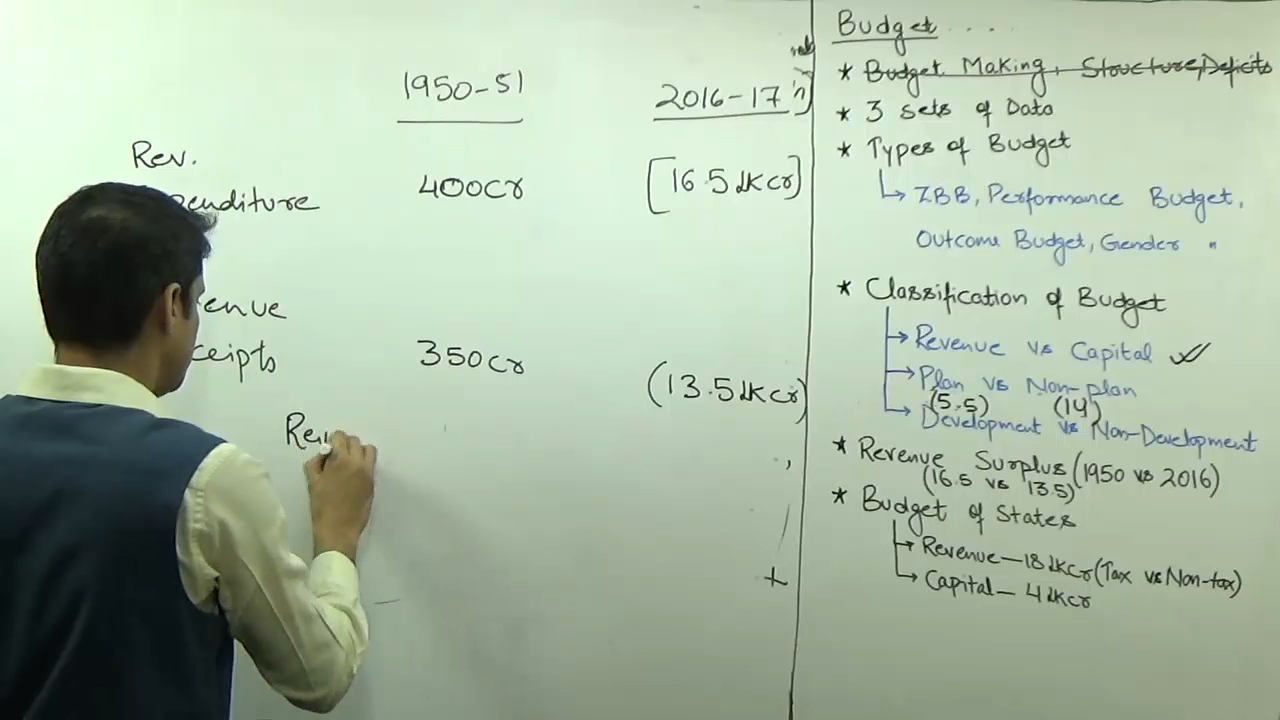 1950-51
2016-17
Rev.
penditure 400cr [16.5 LK cr]
enue
ceipts 350cr
(13.5 LK cr)
Rev
Budget ....
* Budget Making, Structure, Deficits
* 3 Sets of Data
* Types of Budget
↳ ZBB, Performance Budget,
Outcome Budget, Gender "
* Classification of Budget
→ Revenue vs Capital ✓
→ Plan vs Non-plan
(5.5) (14)
→ Development vs Non-Development
* Revenue Surplus (1950 vs 2016)
(16.5 vs 13.5)
* Budget of States
→ Revenue — 18 LK cr (Tax vs Non-tax)
→ Capital — 4 LK cr